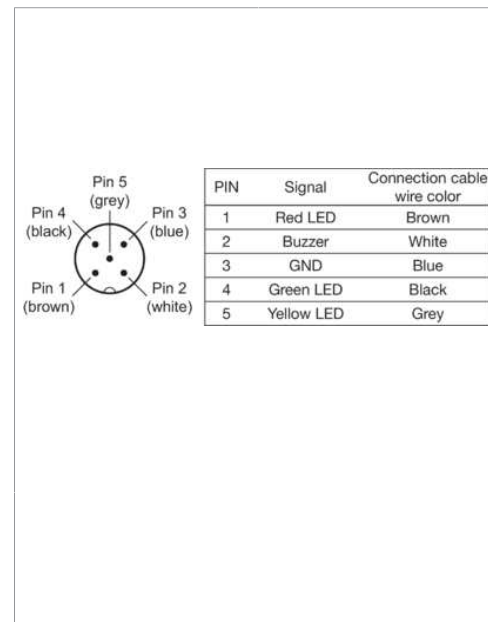 Pin 5
(grey)
Pin 4
(black)
Pin 3
(blue)
Pin 1
(brown)
Pin 2
(white)
PIN Signal Connection cable wire color
1 Red LED Brown
2 Buzzer White
3 GND Blue
4 Green LED Black
5 Yellow LED Grey